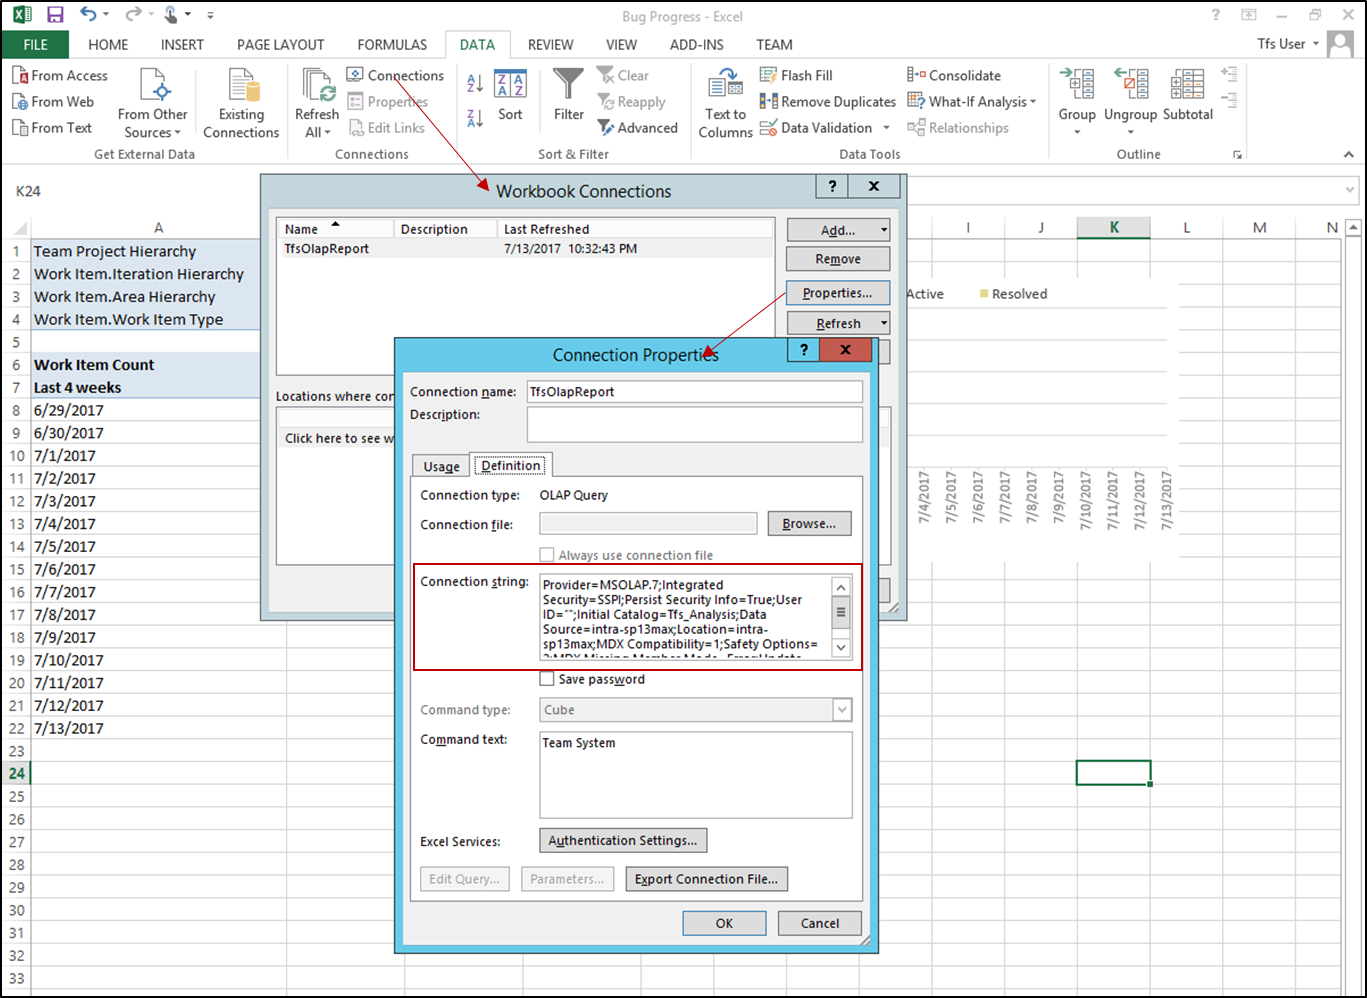 Bug Progress - Excel
FILE HOME INSERT PAGE LAYOUT FORMULAS DATA REVIEW VIEW ADD-INS TEAM Tfs User
From Access
From Web
From Text
From Other
Sources
Existing
Connections
Get External Data
Refresh
All
Connections
Properties
Edit Links
Connections
Sort
Filter
Clear
Reapply
Advanced
Sort & Filter
Text to
Columns
Flash Fill
Remove Duplicates
Data Validation
Consolidate
What-If Analysis
Relationships
Data Tools
Group
Ungroup
Subtotal
Outline
K24
A I J K L M N
1 Team Project Hierarchy
2 Work Item.Iteration Hierarchy
3 Work Item.Area Hierarchy
4 Work Item.Work Item Type
5
6 Work Item Count
7 Last 4 weeks
8 6/29/2017
9 6/30/2017
10 7/1/2017
11 7/2/2017
12 7/3/2017
13 7/4/2017
14 7/5/2017
15 7/6/2017
16 7/7/2017
17 7/8/2017
18 7/9/2017
19 7/10/2017
20 7/11/2017
21 7/12/2017
22 7/13/2017
23
24
25
26
27
28
29
30
31
32
33
Workbook Connections
? X
Name Description Last Refreshed
TfsOlapReport 7/13/2017 10:32:43 PM
Add...
Remove
Properties...
Refresh
Locations where con
Click here to see w
Active Resolved
7/4/2017
7/5/2017
7/6/2017
7/7/2017
7/8/2017
7/9/2017
7/10/2017
7/11/2017
7/12/2017
7/13/2017
Connection Properties
? X
Connection name: TfsOlapReport
Description:
Usage Definition
Connection type: OLAP Query
Connection file:
Browse...
Always use connection file
Connection string:
Provider=MSOLAP.7;Integrated
Security=SSPI;Persist Security Info=True;User
ID="";Initial Catalog=Tfs_Analysis;Data
Source=intra-sp13max;Location=intra-
sp13max;MDX Compatibility=1;Safety Options=
2;MDX Missing Member Mode=Error;Update
Save password
Command type: Cube
Command text: Team System
Excel Services: Authentication Settings...
Edit Query... Parameters... Export Connection File...
OK Cancel